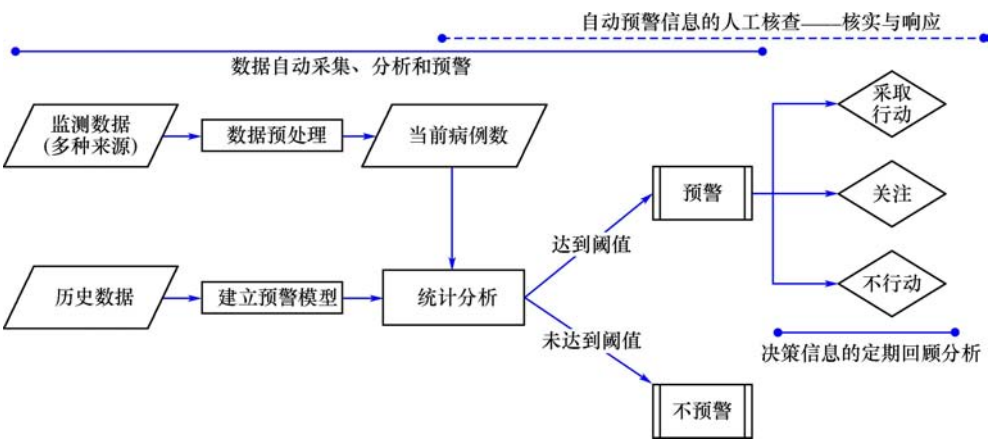 自动预警信息的人工核查——核实与响应
数据自动采集、分析和预警
监测数据
(多种来源)
数据预处理
当前病例数
采取
行动
预警
关注
达到阈值
历史数据
建立预警模型
统计分析
不行动
未达到阈值
决策信息的定期回顾分析
不预警